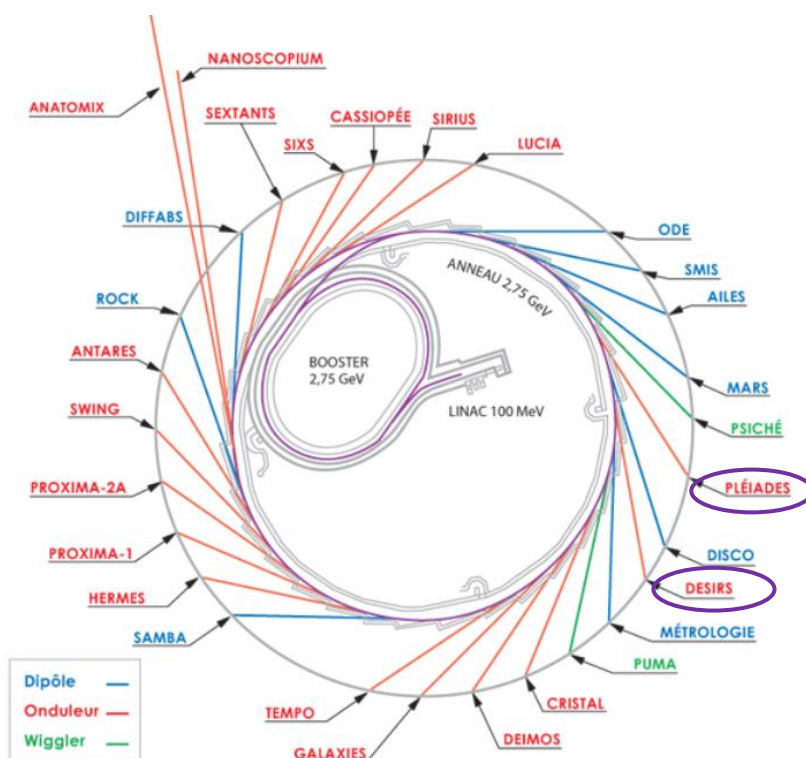 NANOSCOPIUM
ANATOMIX
SEXTANTS
CASSIOPÉE
SIRIUS
SIXS
LUCIA
DIFFABS
ODE
SMIS
ANNEAU 2,75 GeV
AILES
ROCK
ANTARES
BOOSTER
2,75 GeV
MARS
SWING
LINAC 100 MeV
PSICHÉ
PROXIMA-2A
PLÉIADES
PROXIMA-1
DISCO
HERMES
DESIRS
SAMBA
MÉTROLOGIE
PUMA
Dipôle
Onduleur
Wiggler
TEMPO
CRISTAL
GALAXIES
DEIMOS